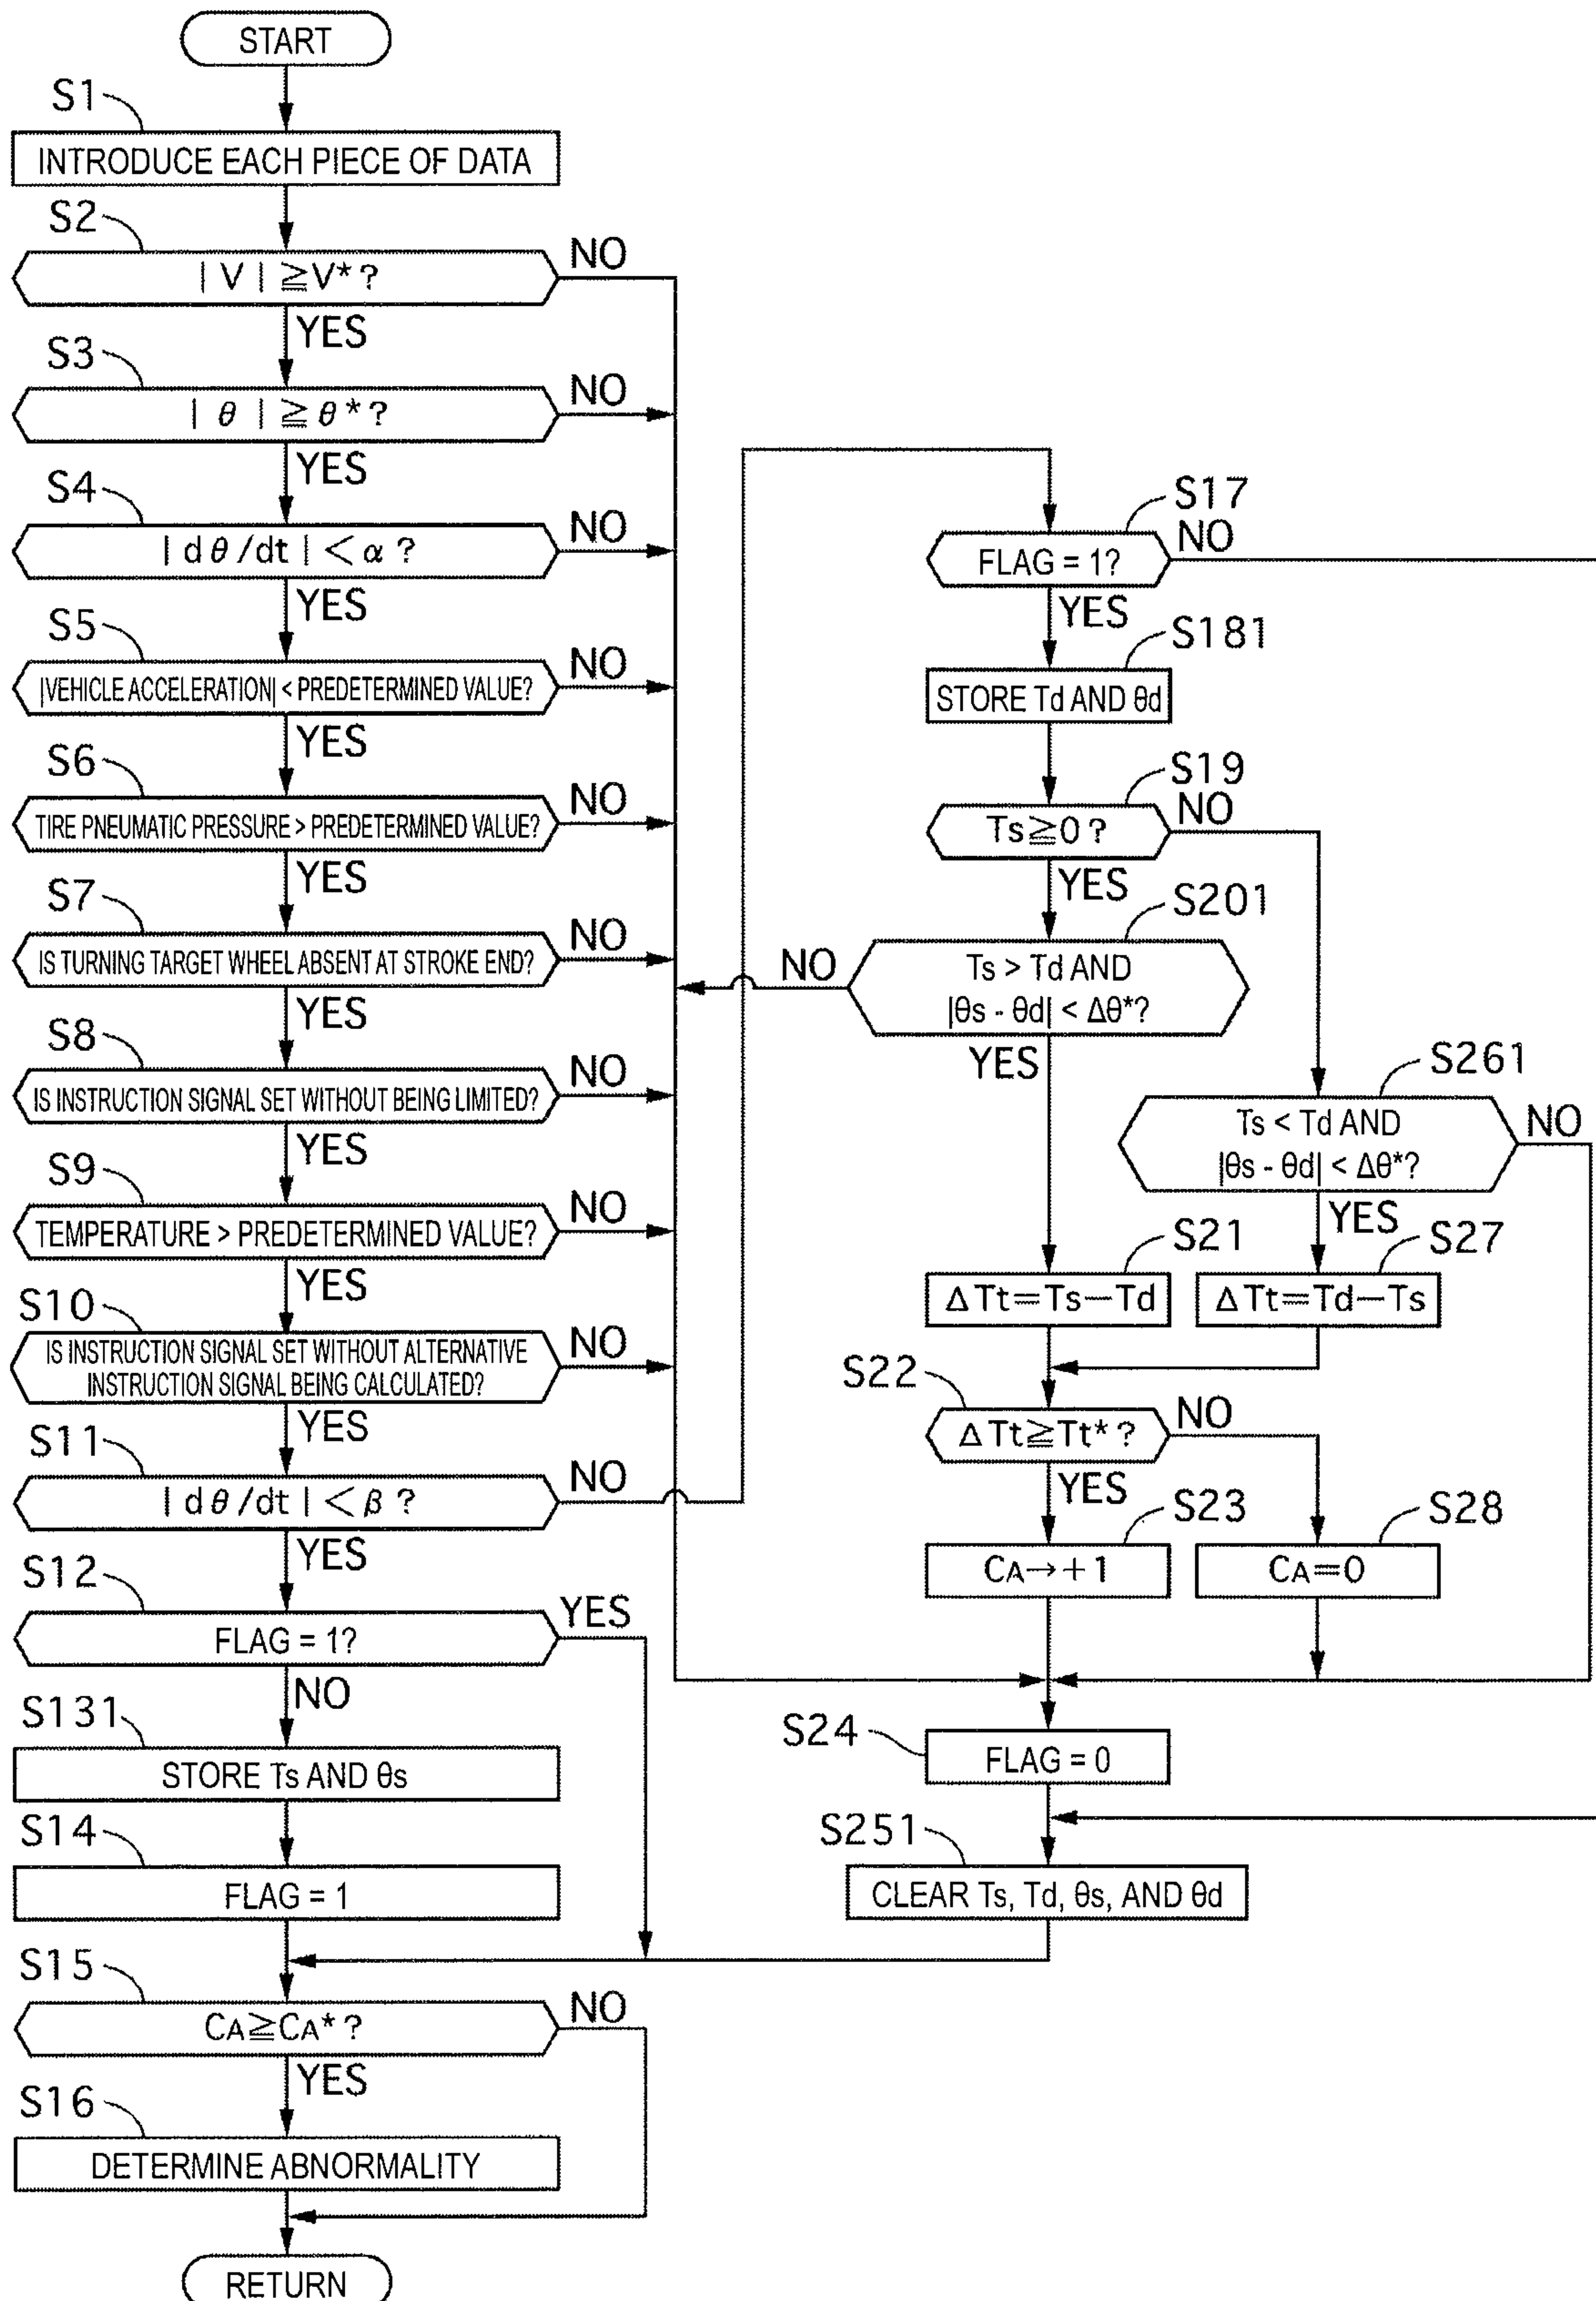 START
S1
INTRODUCE EACH PIECE OF DATA
S2
| V | ≧V* ?
NO
YES
S3
| θ | ≧ θ* ?
NO
YES
S4
| dθ/dt | < α ?
NO
YES
S5
|VEHICLE ACCELERATION| < PREDETERMINED VALUE?
NO
YES
S6
TIRE PNEUMATIC PRESSURE > PREDETERMINED VALUE?
NO
YES
S7
IS TURNING TARGET WHEEL ABSENT AT STROKE END?
NO
YES
S8
IS INSTRUCTION SIGNAL SET WITHOUT BEING LIMITED?
NO
YES
S9
TEMPERATURE > PREDETERMINED VALUE?
NO
YES
S10
IS INSTRUCTION SIGNAL SET WITHOUT ALTERNATIVE
INSTRUCTION SIGNAL BEING CALCULATED?
NO
YES
S11
| dθ/dt | < β ?
NO
YES
S12
FLAG = 1?
YES
NO
S131
STORE Ts AND θs
S14
FLAG = 1
S15
CA≧CA* ?
NO
YES
S16
DETERMINE ABNORMALITY
RETURN
S17
FLAG = 1?
NO
YES
S181
STORE Td AND θd
S19
Ts≧0 ?
NO
YES
S201
Ts > Td AND
|θs - θd| < Δθ*?
NO
YES
S261
Ts < Td AND
|θs - θd| < Δθ*?
NO
YES
S21
ΔTt=Ts−Td
S27
ΔTt=Td−Ts
S22
ΔTt≧Tt* ?
NO
YES
S23
CA→+1
S28
CA=0
S24
FLAG = 0
S251
CLEAR Ts, Td, θs, AND θd